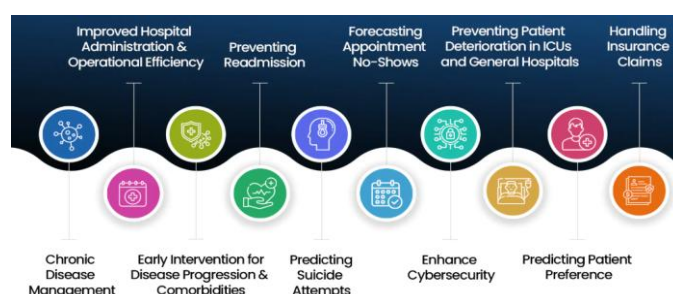 Improved Hospital
Administration &
Operational Efficiency
Preventing
Readmission
Forecasting
Appointment
No-Shows
Preventing Patient
Deterioration in ICUs
and General Hospitals
Handling
Insurance
Claims
Chronic
Disease
Management
Early Intervention for
Disease Progression &
Comorbidities
Predicting
Suicide
Attempts
Enhance
Cybersecurity
Predicting Patient
Preference